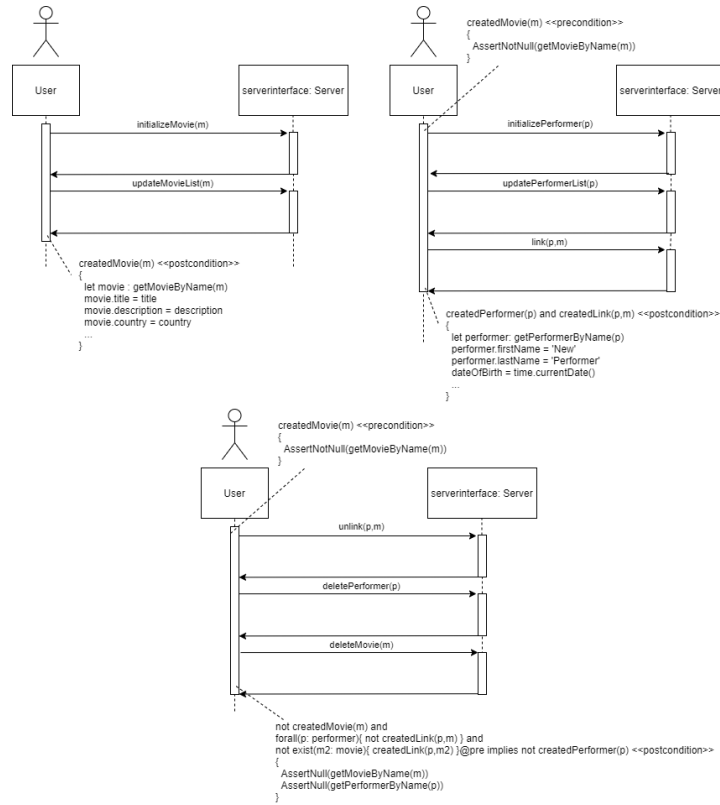 User
serverinterface: Server
initializeMovie(m)
updateMovieList(m)
createdMovie(m) <<postcondition>>
{
let movie : getMovieByName(m)
movie.title = title
movie.description = description
movie.country = country
...
}
createdMovie(m) <<precondition>>
{
AssertNotNull(getMovieByName(m))
}
User
serverinterface: Server
initializePerformer(p)
updatePerformerList(p)
link(p,m)
createdPerformer(p) and createdLink(p,m) <<postcondition>>
{
let performer: getPerformerByName(p)
performer.firstName = 'New'
performer.lastName = 'Performer'
dateOfBirth = time.currentDate()
...
}
createdMovie(m) <<precondition>>
{
AssertNotNull(getMovieByName(m))
}
User
serverinterface: Server
unlink(p,m)
deletePerformer(p)
deleteMovie(m)
not createdMovie(m) and
forall(p: performer){ not createdLink(p,m) } and
not exist(m2: movie){ createdLink(p,m2) }@pre implies not createdPerformer(p) <<postcondition>>
{
AssertNull(getMovieByName(m))
AssertNull(getPerformerByName(p))
}